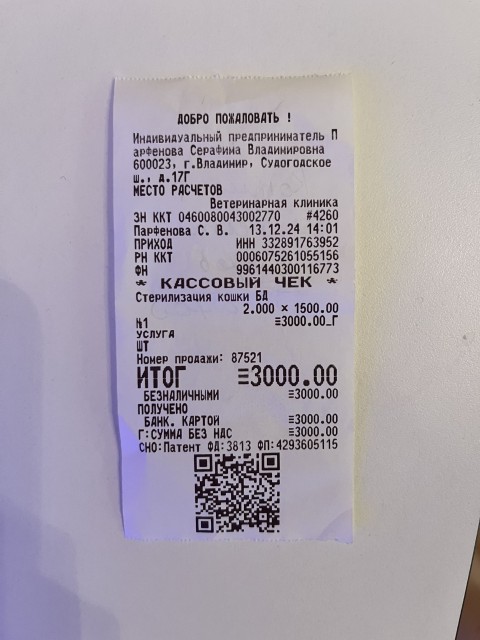 ДОБРО ПОЖАЛОВАТЬ !
Индивидуальный предприниматель П
арфенова Серафима Владимировна
600023, г.Владимир, Судогодское
ш., д.17Г
МЕСТО РАСЧЕТОВ
Ветеринарная клиника
ЗН ККТ 0460080043002770 #4260
Парфенова С. В. 13.12.24 14:01
ПРИХОД ИНН 332891763952
РН ККТ 0006075261055156
ФН 9961440300116773
* КАССОВЫЙ ЧЕК *
Стерилизация кошки БД
2.000 × 1500.00
№1 ≡3000.00_Г
УСЛУГА
ШТ
Номер продажи: 87521
ИТОГ ≡3000.00
БЕЗНАЛИЧНЫМИ ≡3000.00
ПОЛУЧЕНО
БАНК. КАРТОЙ ≡3000.00
Г:СУММА БЕЗ НДС ≡3000.00
СНО:Патент ФД:3813 ФП:4293605115